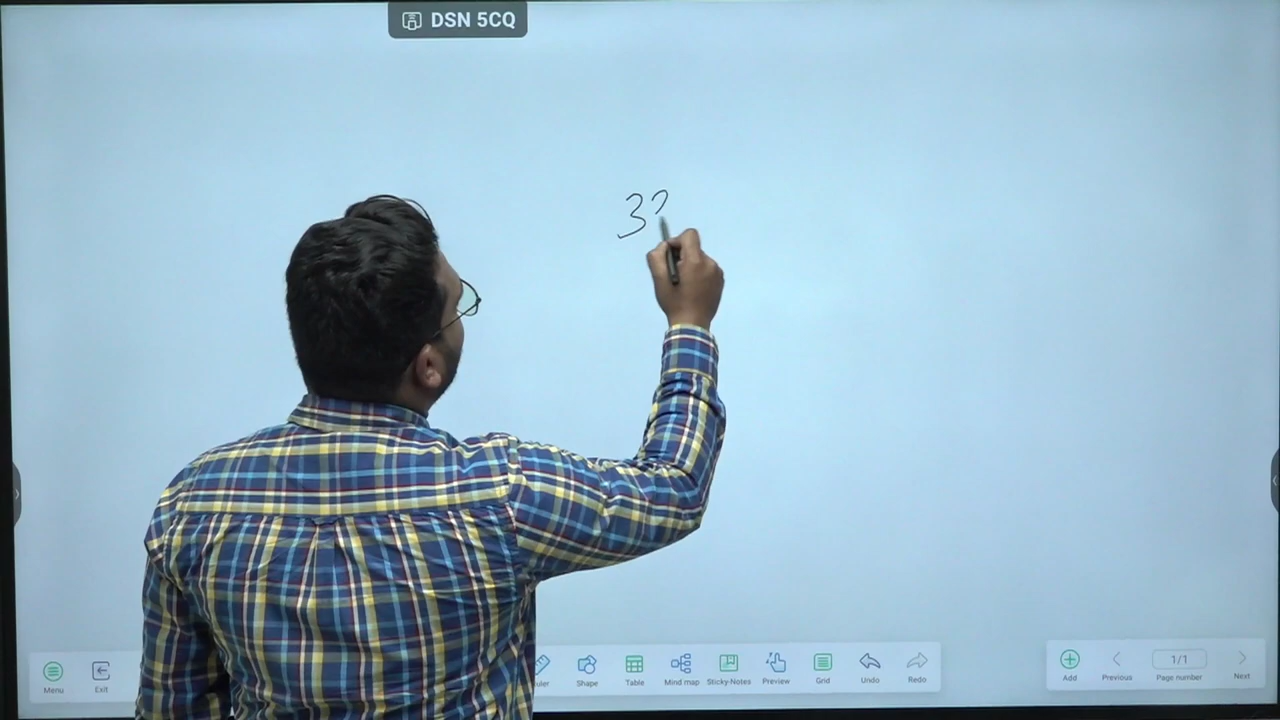 DSN 5CQ
3
Menu Exit Shape Table Mind map Sticky-Notes Preview Grid Undo Redo Add Previous 1/1 Page number Next